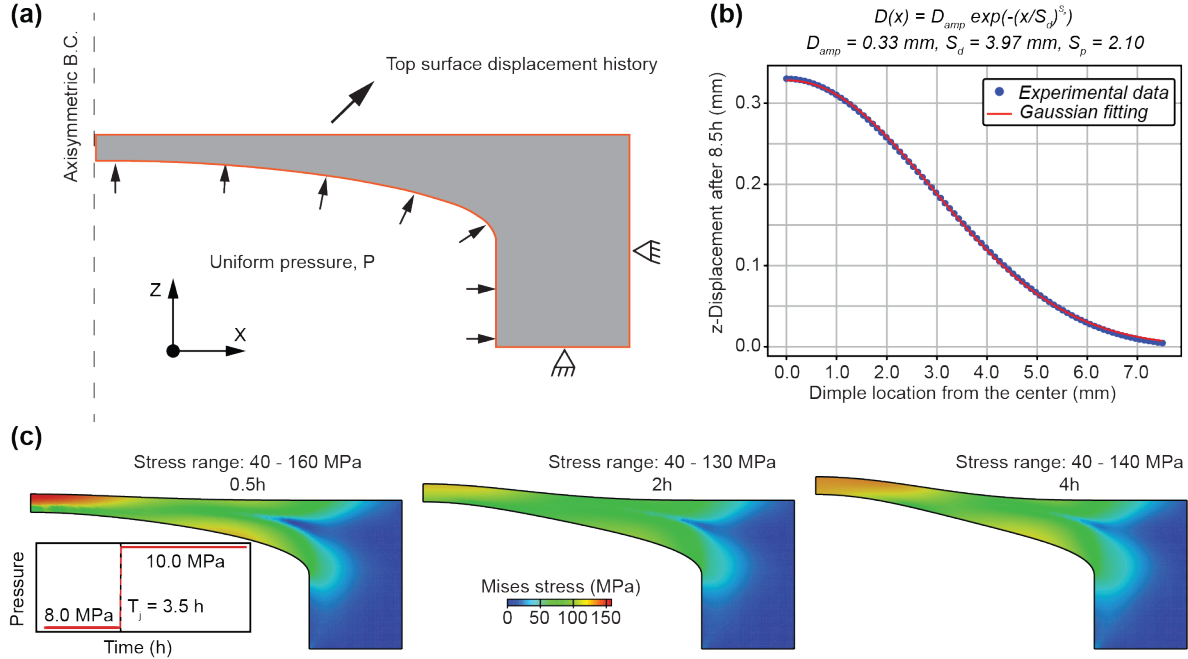 (a)
Axisymmetric B.C.
Top surface displacement history
Uniform pressure, P
Z
X
(b)
D(x) = D_amp exp(-(x/S_d)^S_p)
D_amp = 0.33 mm, S_d = 3.97 mm, S_p = 2.10
Experimental data
Gaussian fitting
z-Displacement after 8.5h (mm)
0.3
0.2
0.1
0.0
0.0 1.0 2.0 3.0 4.0 5.0 6.0 7.0
Dimple location from the center (mm)
(c)
Stress range: 40 - 160 MPa
0.5h
Stress range: 40 - 130 MPa
2h
Stress range: 40 - 140 MPa
4h
Pressure
10.0 MPa
8.0 MPa
T_j = 3.5 h
Time (h)
Mises stress (MPa)
0 50 100 150